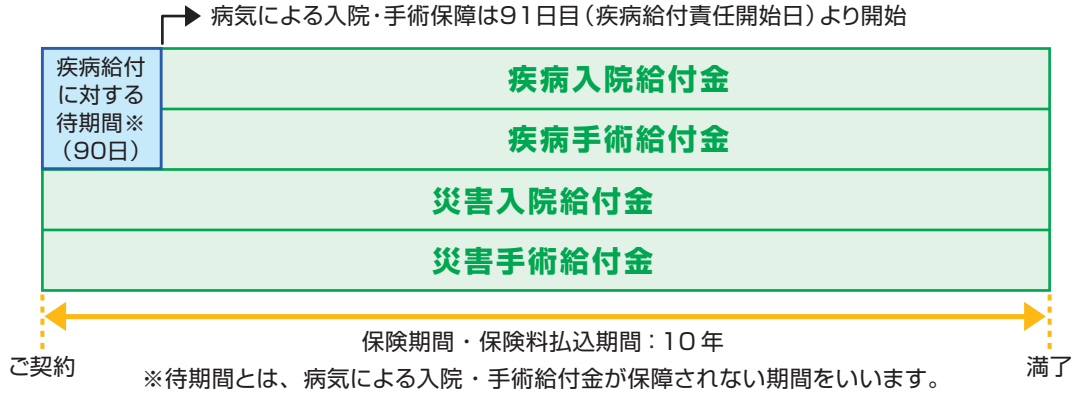 病気による入院・手術保障は91日目（疾病給付責任開始日）より開始
疾病給付
に対する
待期間※
（90日）
疾病入院給付金
疾病手術給付金
災害入院給付金
災害手術給付金
保険期間・保険料払込期間：10年
ご契約
満了
※待期間とは、病気による入院・手術給付金が保障されない期間をいいます。